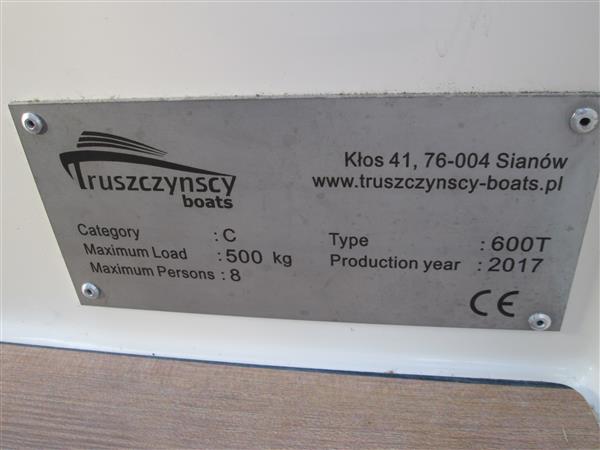 Truszczynscy
boats
Kłos 41, 76-004 Sianów
www.truszczynscy-boats.pl
Category : C
Maximum Load : 500 kg
Maximum Persons : 8
Type : 600T
Production year : 2017
CE